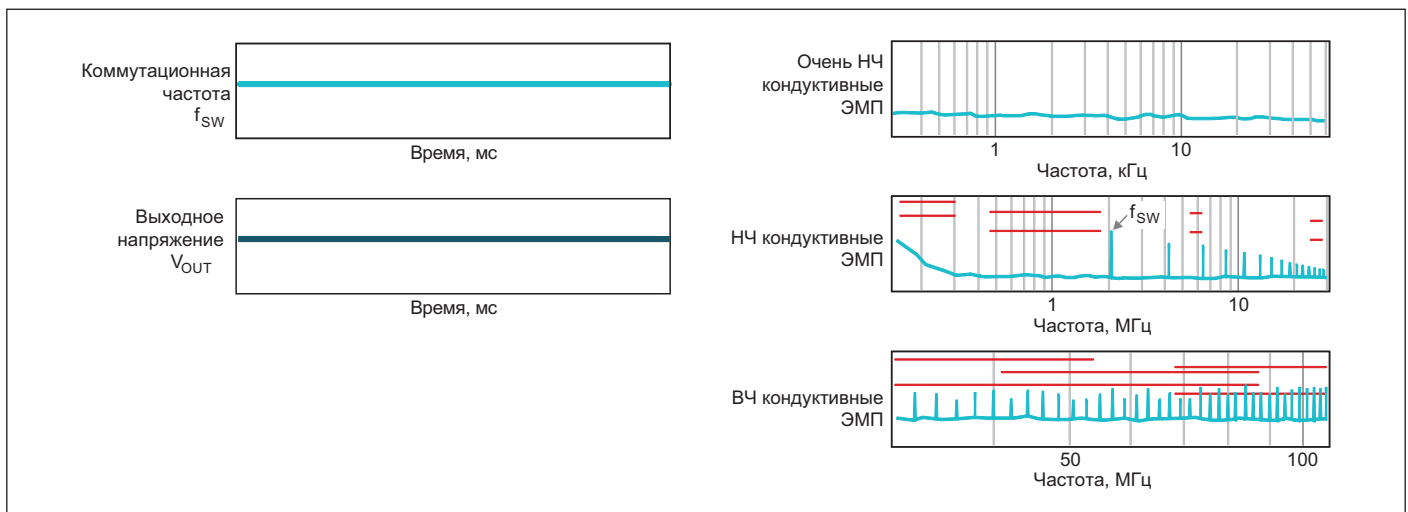 Коммутационная
частота
fSW
Время, мс
Выходное
напряжение
VOUT
Время, мс
Очень НЧ
кондуктивные
ЭМП
1
10
Частота, кГц
НЧ кондуктивные
ЭМП
fSW
1
10
Частота, МГц
ВЧ кондуктивные
ЭМП
50
100
Частота, МГц